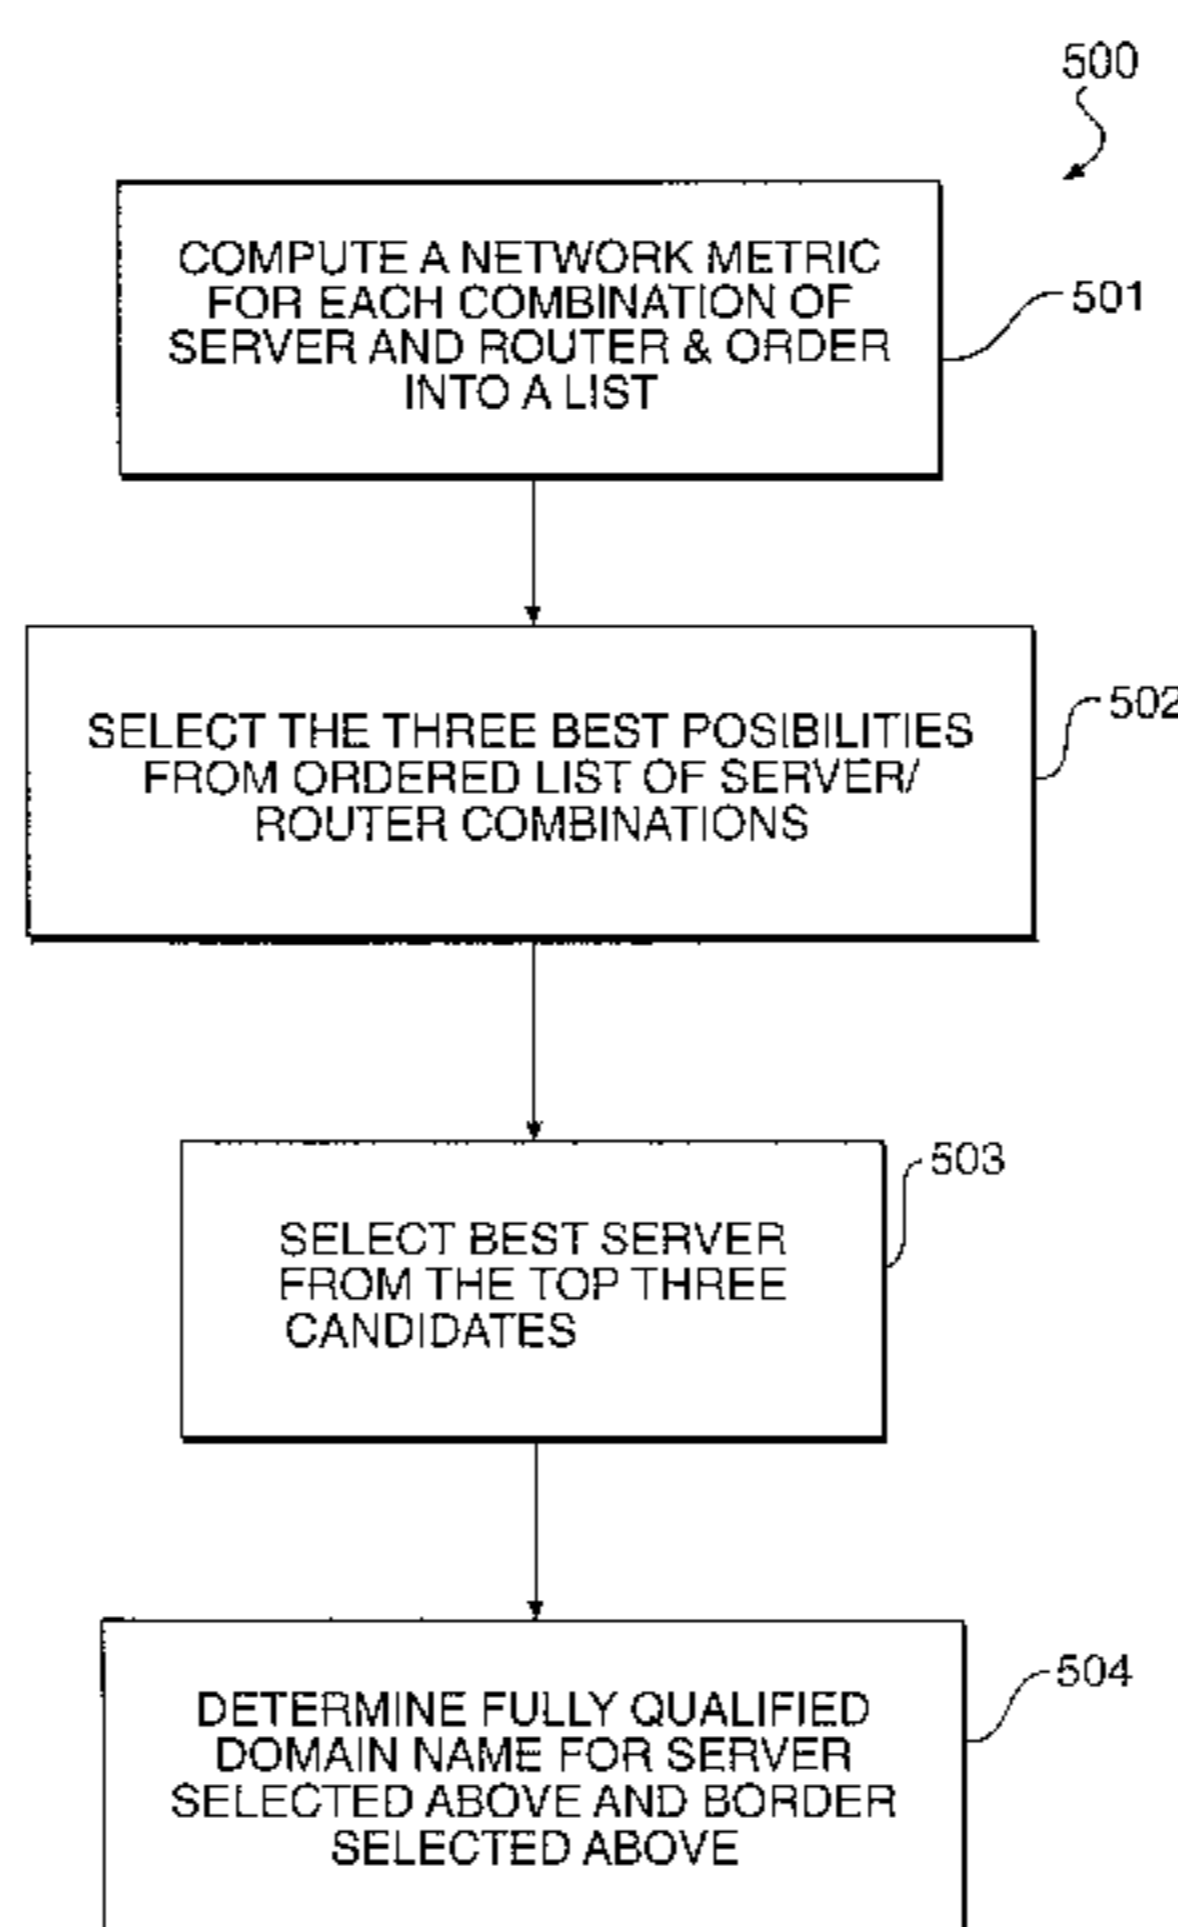 500
COMPUTE A NETWORK METRIC
FOR EACH COMBINATION OF
SERVER AND ROUTER & ORDER
INTO A LIST
501
SELECT THE THREE BEST POSIBILITIES
FROM ORDERED LIST OF SERVER/
ROUTER COMBINATIONS
502
SELECT BEST SERVER
FROM THE TOP THREE
CANDIDATES
503
DETERMINE FULLY QUALIFIED
DOMAIN NAME FOR SERVER
SELECTED ABOVE AND BORDER
SELECTED ABOVE
504